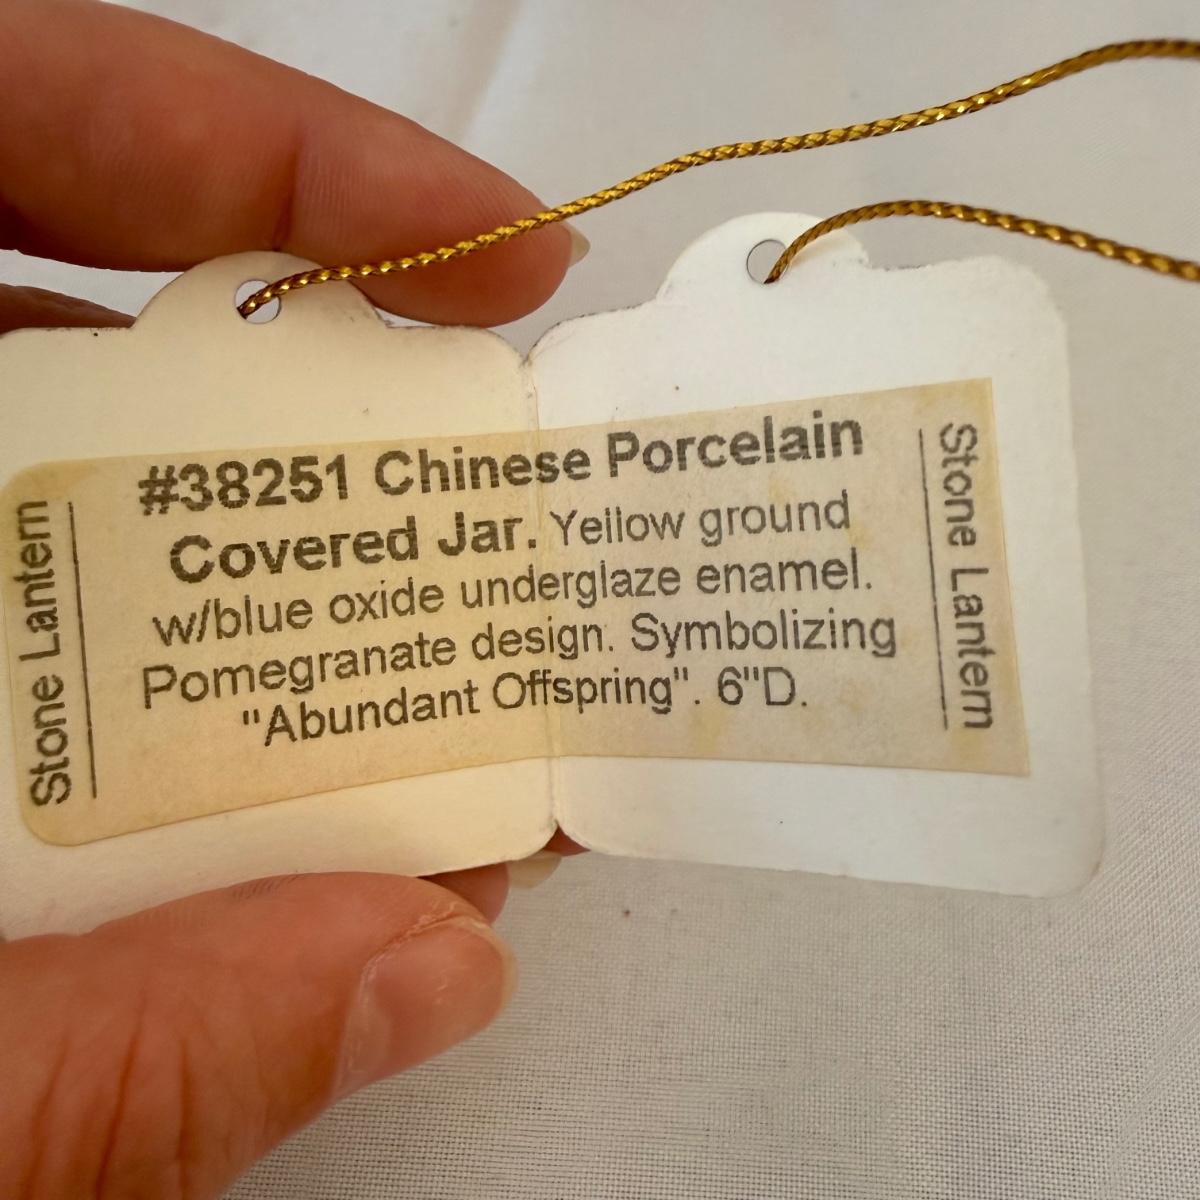 Stone Lantern
#38251 Chinese Porcelain
Covered Jar. Yellow ground
w/blue oxide underglaze enamel.
Pomegranate design. Symbolizing
"Abundant Offspring". 6"D.
Stone Lantern